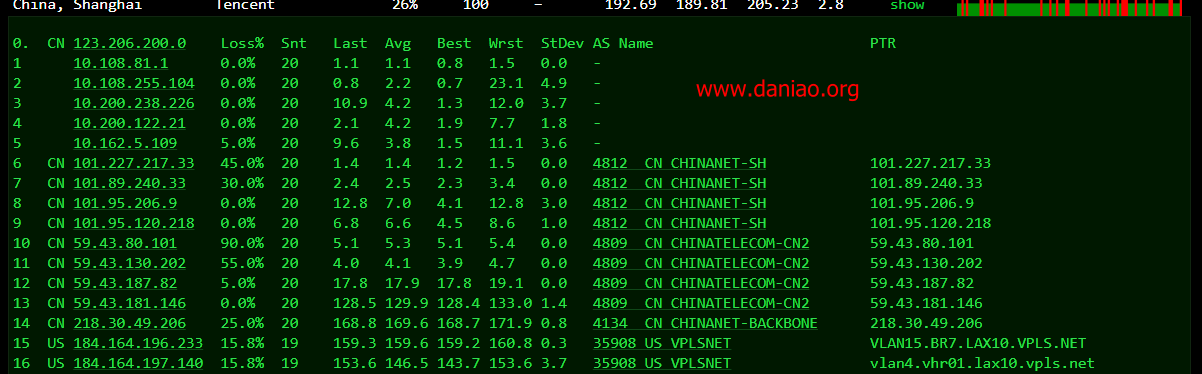 China, Shanghai Tencent 26% 100 – 192.69 189.81 205.23 2.8 show
0. CN 123.206.200.0 Loss% Snt Last Avg Best Wrst StDev AS Name PTR
1 10.108.81.1 0.0% 20 1.1 1.1 0.8 1.5 0.0 –
2 10.108.255.104 0.0% 20 0.8 2.2 0.7 23.1 4.9 –
www.daniao.org
3 10.200.238.226 0.0% 20 10.9 4.2 1.3 12.0 3.7 –
4 10.200.122.21 0.0% 20 2.1 4.2 1.9 7.7 1.8 –
5 10.162.5.109 5.0% 20 9.6 3.8 1.5 11.1 3.6 –
6 CN 101.227.217.33 45.0% 20 1.4 1.4 1.2 1.5 0.0 4812 CN CHINANET-SH 101.227.217.33
7 CN 101.89.240.33 30.0% 20 2.4 2.5 2.3 3.4 0.0 4812 CN CHINANET-SH 101.89.240.33
8 CN 101.95.206.9 0.0% 20 12.8 7.0 4.1 12.8 3.0 4812 CN CHINANET-SH 101.95.206.9
9 CN 101.95.120.218 0.0% 20 6.8 6.6 4.5 8.6 1.0 4812 CN CHINANET-SH 101.95.120.218
10 CN 59.43.80.101 90.0% 20 5.1 5.3 5.1 5.4 0.0 4809 CN CHINATELECOM-CN2 59.43.80.101
11 CN 59.43.130.202 55.0% 20 4.0 4.1 3.9 4.7 0.0 4809 CN CHINATELECOM-CN2 59.43.130.202
12 CN 59.43.187.82 5.0% 20 17.8 17.9 17.8 19.1 0.0 4809 CN CHINATELECOM-CN2 59.43.187.82
13 CN 59.43.181.146 0.0% 20 128.5 129.9 128.4 133.0 1.4 4809 CN CHINATELECOM-CN2 59.43.181.146
14 CN 218.30.49.206 25.0% 20 168.8 169.6 168.7 171.9 0.8 4134 CN CHINANET-BACKBONE 218.30.49.206
15 US 184.164.196.233 15.8% 19 159.3 159.6 159.2 160.8 0.3 35908 US VPLSNET VLAN15.BR7.LAX10.VPLS.NET
16 US 184.164.197.140 15.8% 19 153.6 146.5 143.7 153.6 3.7 35908 US VPLSNET vlan4.vhr01.lax10.vpls.net